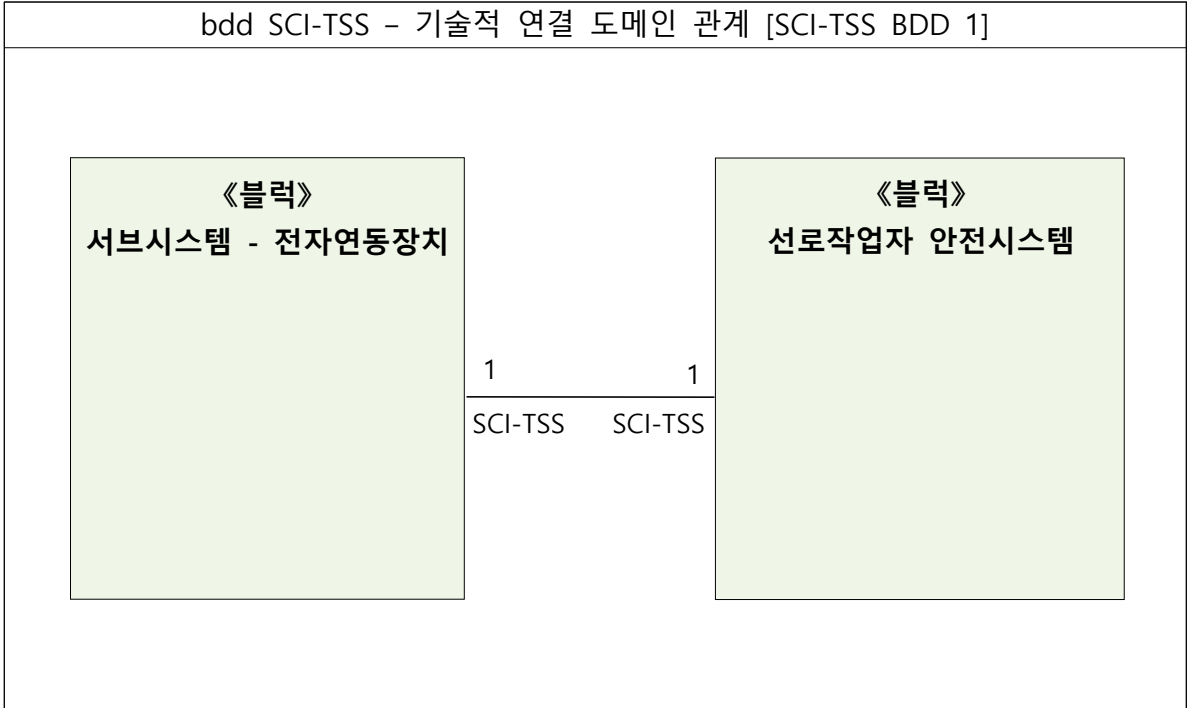 bdd SCI-TSS – 기술적 연결 도메인 관계 [SCI-TSS BDD 1]
《블럭》
서브시스템 - 전자연동장치
《블럭》
선로작업자 안전시스템
1
1
SCI-TSS
SCI-TSS